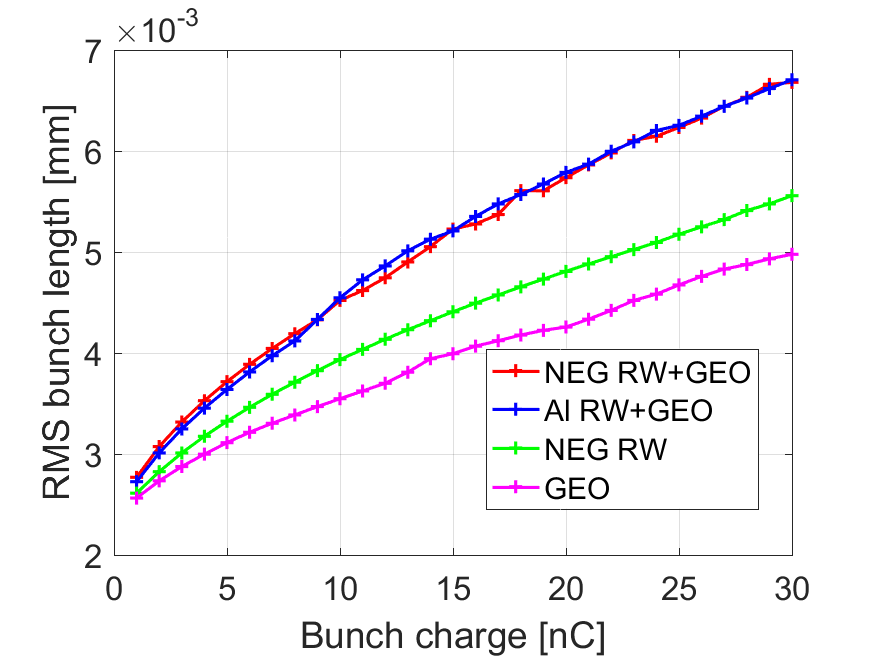 ×10-3
7
6
5
4
3
2
RMS bunch length [mm]
0
5
10
15
20
25
30
Bunch charge [nC]
NEG RW+GEO
Al RW+GEO
NEG RW
GEO